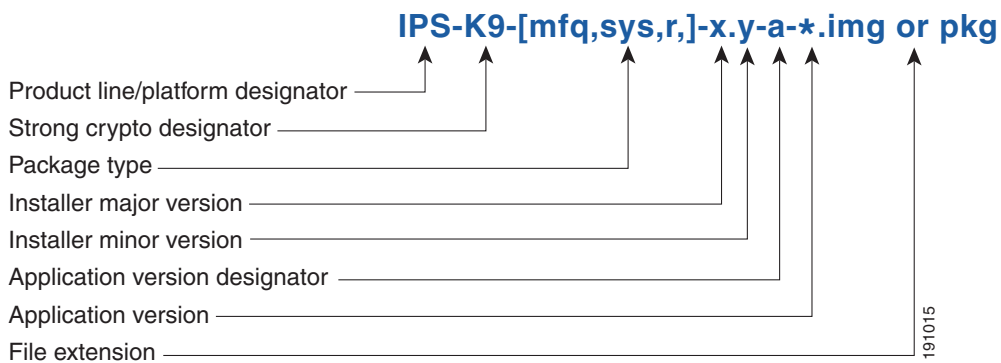 IPS-K9-[mfq,sys,r,]-x.y-a-*.img or pkg
Product line/platform designator
Strong crypto designator
Package type
Installer major version
Installer minor version
Application version designator
Application version
File extension
191015